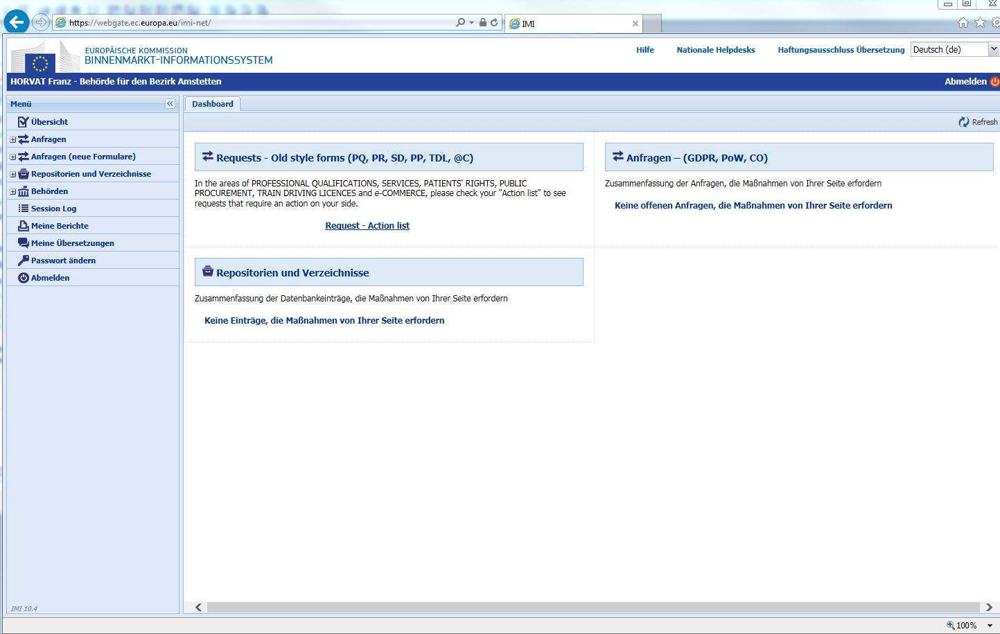 https://webgate.ec.europa.eu/imi-net/
IMI
EUROPÄISCHE KOMMISSION
BINNENMARKT-INFORMATIONSSYSTEM
Hilfe
Nationale Helpdesks
Haftungsausschluss Übersetzung
Deutsch (de)
HORVAT Franz - Behörde für den Bezirk Amstetten
Abmelden
Menü
Übersicht
Anfragen
Anfragen (neue Formulare)
Repositorien und Verzeichnisse
Behörden
Session Log
Meine Berichte
Meine Übersetzungen
Passwort ändern
Abmelden
IMI 10.4
Dashboard
Refresh
Requests - Old style forms (PQ, PR, SD, PP, TDL, @C)
In the areas of PROFESSIONAL QUALIFICATIONS, SERVICES, PATIENTS' RIGHTS, PUBLIC
PROCUREMENT, TRAIN DRIVING LICENCES and e-COMMERCE, please check your "Action list" to see
requests that require an action on your side.
Request - Action list
Anfragen – (GDPR, PoW, CO)
Zusammenfassung der Anfragen, die Maßnahmen von Ihrer Seite erfordern
Keine offenen Anfragen, die Maßnahmen von Ihrer Seite erfordern
Repositorien und Verzeichnisse
Zusammenfassung der Datenbankeinträge, die Maßnahmen von Ihrer Seite erfordern
Keine Einträge, die Maßnahmen von Ihrer Seite erfordern
100%